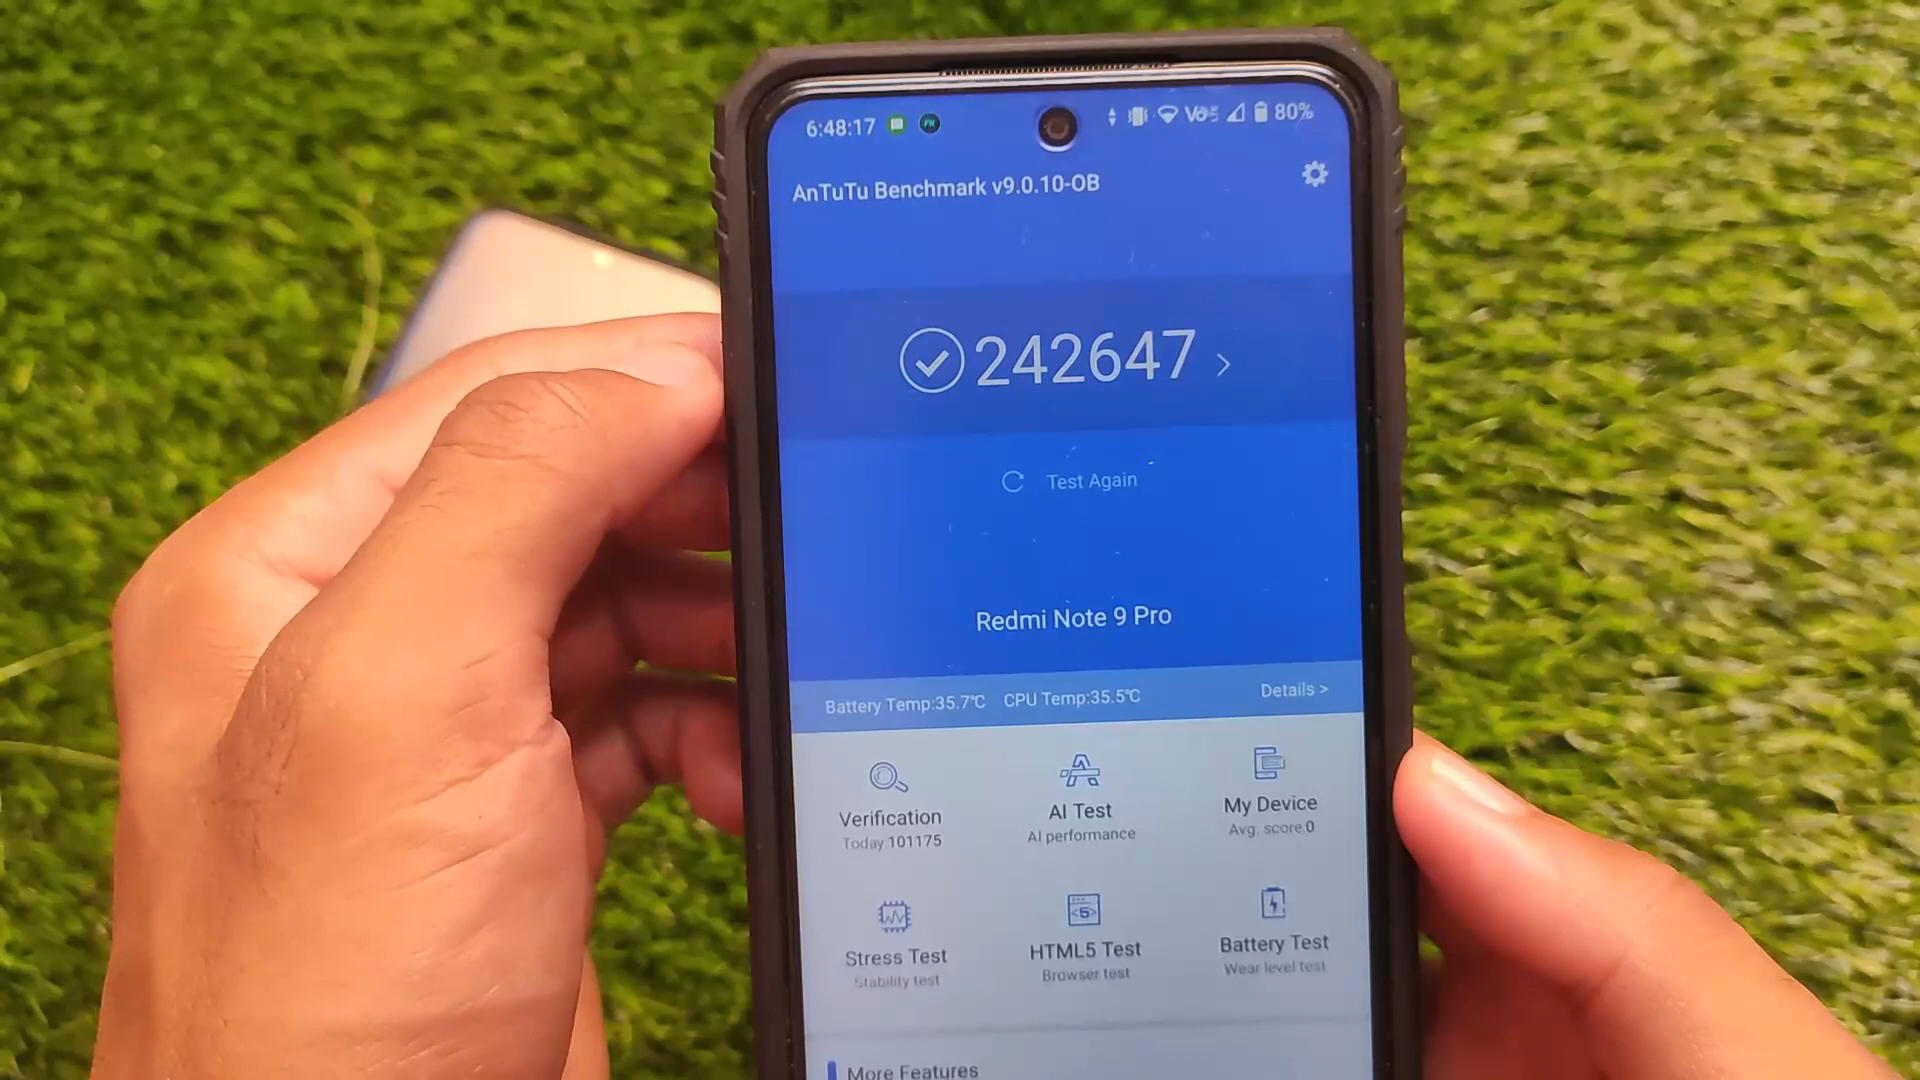 6:48:17
80%
AnTuTu Benchmark v9.0.10-OB
242647 >
Test Again
Redmi Note 9 Pro
Battery Temp:35.7℃ CPU Temp:35.5℃ Details >
Verification AI Test My Device
Today 101175 AI performance Avg. score:0
Stress Test HTML5 Test Battery Test
Stability test Browser test Wear level test
More Features